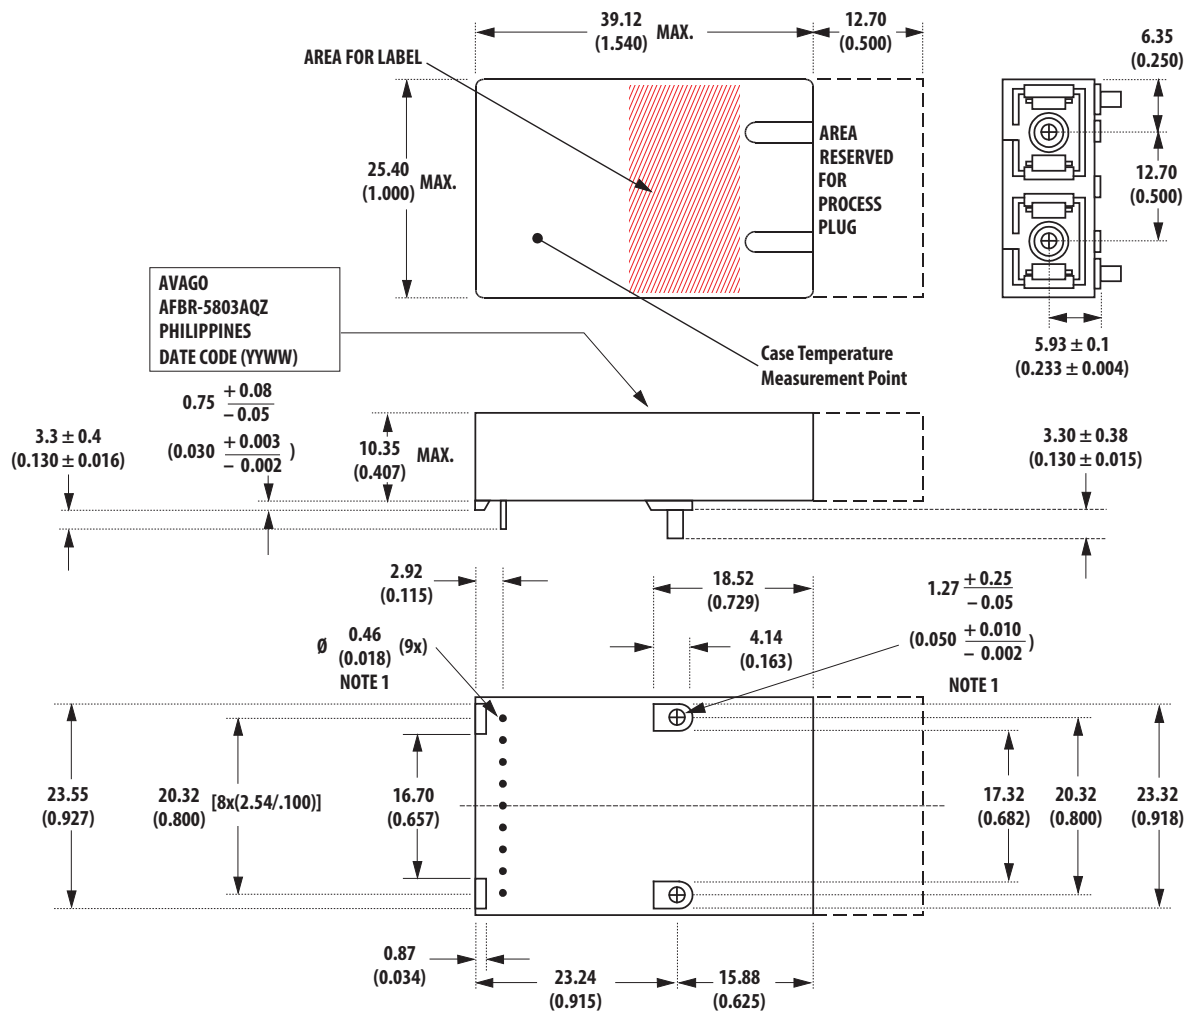 39.12
(1.540)
MAX.
12.70
(0.500)
6.35
(0.250)
AREA FOR LABEL
25.40
(1.000)
MAX.
AREA
RESERVED
FOR
PROCESS
PLUG
12.70
(0.500)
AVAGO
AFBR-5803AQZ
PHILIPPINES
DATE CODE (YYWW)
Case Temperature
Measurement Point
5.93 ± 0.1
(0.233 ± 0.004)
0.75 + 0.08
– 0.05
(0.030 + 0.003
– 0.002 )
3.3 ± 0.4
(0.130 ± 0.016)
10.35
(0.407)
MAX.
3.30 ± 0.38
(0.130 ± 0.015)
2.92
(0.115)
18.52
(0.729)
1.27 + 0.25
– 0.05
(0.050 + 0.010
– 0.002 )
NOTE 1
Ø 0.46
(0.018) (9x)
NOTE 1
4.14
(0.163)
23.55
(0.927)
20.32
(0.800)
[8x(2.54/.100)]
16.70
(0.657)
17.32
(0.682)
20.32
(0.800)
23.32
(0.918)
0.87
(0.034)
23.24
(0.915)
15.88
(0.625)